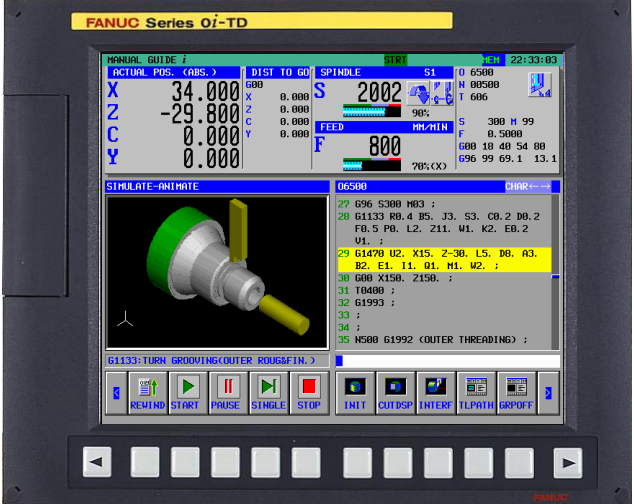 FANUC Series 0i-TD
MANUAL GUIDE i STRT MEM 22:33:03
ACTUAL POS. (ABS.) DIST TO GO SPINDLE S1 O 6500
X 34.000 G00 S 2002 N 00500
Z -29.800 X 0.000 90% T 606
C 0.000 Z 0.000 FEED MM/MIN S 300 M 99
Y 0.000 C 0.000 F 800 F 0.5000
Y 0.000 70%(X) G00 18 40 54 80
G96 99 69.1 13.1
SIMULATE-ANIMATE
O6500 CHAR←→
27 G96 S300 M03 ;
28 G1133 R0.4 B5. J3. S3. C0.2 D0.2
F0.5 P0. L2. Z11. W1. K2. E0.2
V1. ;
29 G1470 U2. X15. Z-30. L5. D8. A3.
B2. E1. I1. Q1. M1. W2. ;
30 G00 X150. Z150. ;
31 T0400 ;
32 G1993 ;
33 ;
34 ;
35 N500 G1992 (OUTER THREADING) ;
G1133:TURN GROOVING(OUTER ROUG&FIN.)
< REWIND START PAUSE SINGLE STOP INIT CUTDSP INTERF TLPATH GRPOFF >
FANUC